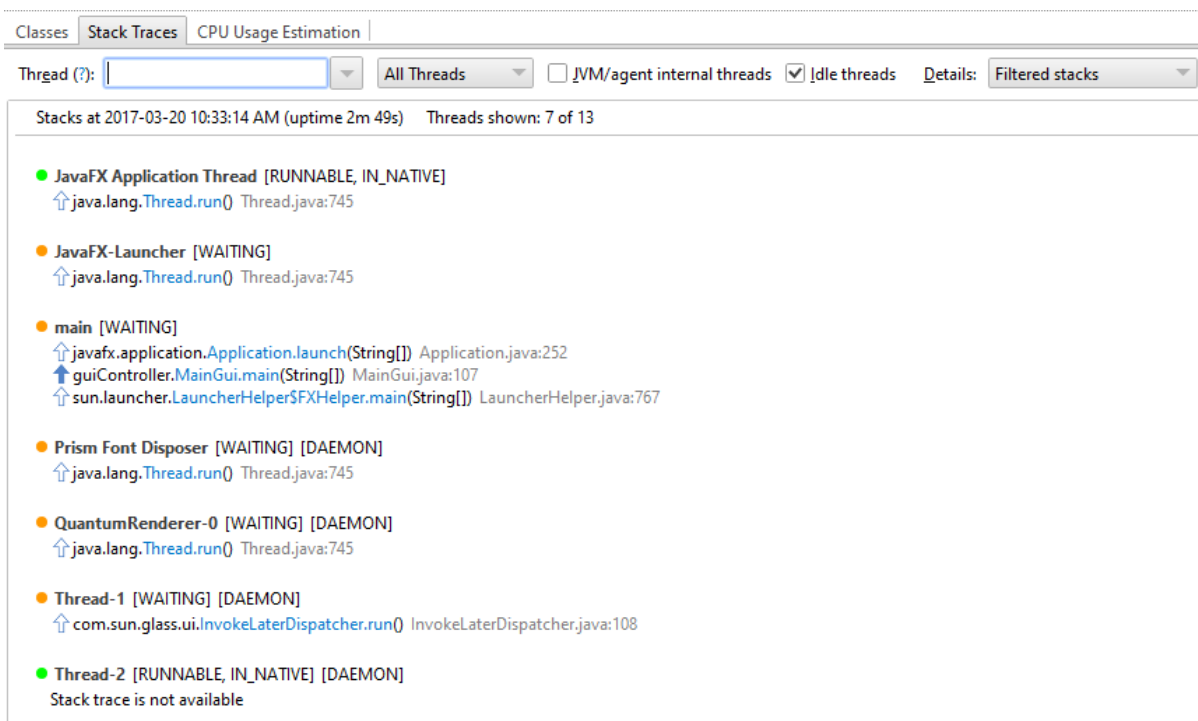 Classes Stack Traces CPU Usage Estimation
Thread (?): All Threads JVM/agent internal threads Idle threads Details: Filtered stacks
Stacks at 2017-03-20 10:33:14 AM (uptime 2m 49s) Threads shown: 7 of 13
JavaFX Application Thread [RUNNABLE, IN_NATIVE]
java.lang.Thread.run() Thread.java:745
JavaFX-Launcher [WAITING]
java.lang.Thread.run() Thread.java:745
main [WAITING]
javafx.application.Application.launch(String[]) Application.java:252
guiController.MainGui.main(String[]) MainGui.java:107
sun.launcher.LauncherHelper$FXHelper.main(String[]) LauncherHelper.java:767
Prism Font Disposer [WAITING] [DAEMON]
java.lang.Thread.run() Thread.java:745
QuantumRenderer-0 [WAITING] [DAEMON]
java.lang.Thread.run() Thread.java:745
Thread-1 [WAITING] [DAEMON]
com.sun.glass.ui.InvokeLaterDispatcher.run() InvokeLaterDispatcher.java:108
Thread-2 [RUNNABLE, IN_NATIVE] [DAEMON]
Stack trace is not available